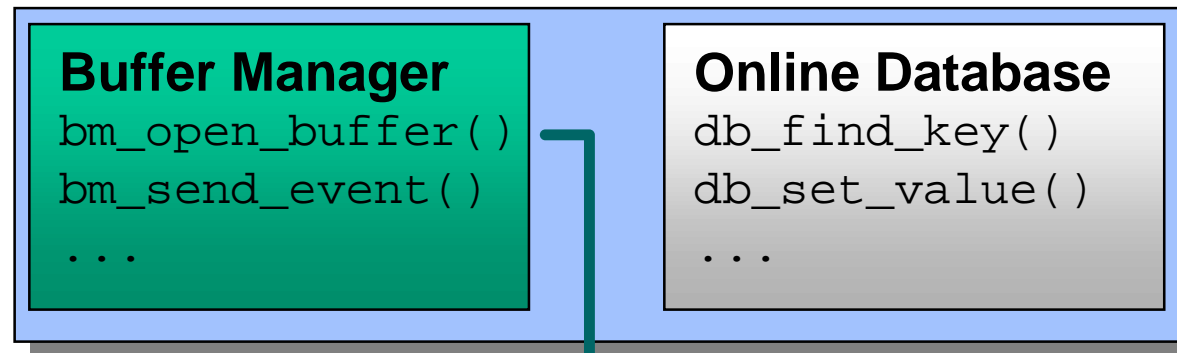 Buffer Manager
bm_open_buffer()
bm_send_event()
...
Online Database
db_find_key()
db_set_value()
...